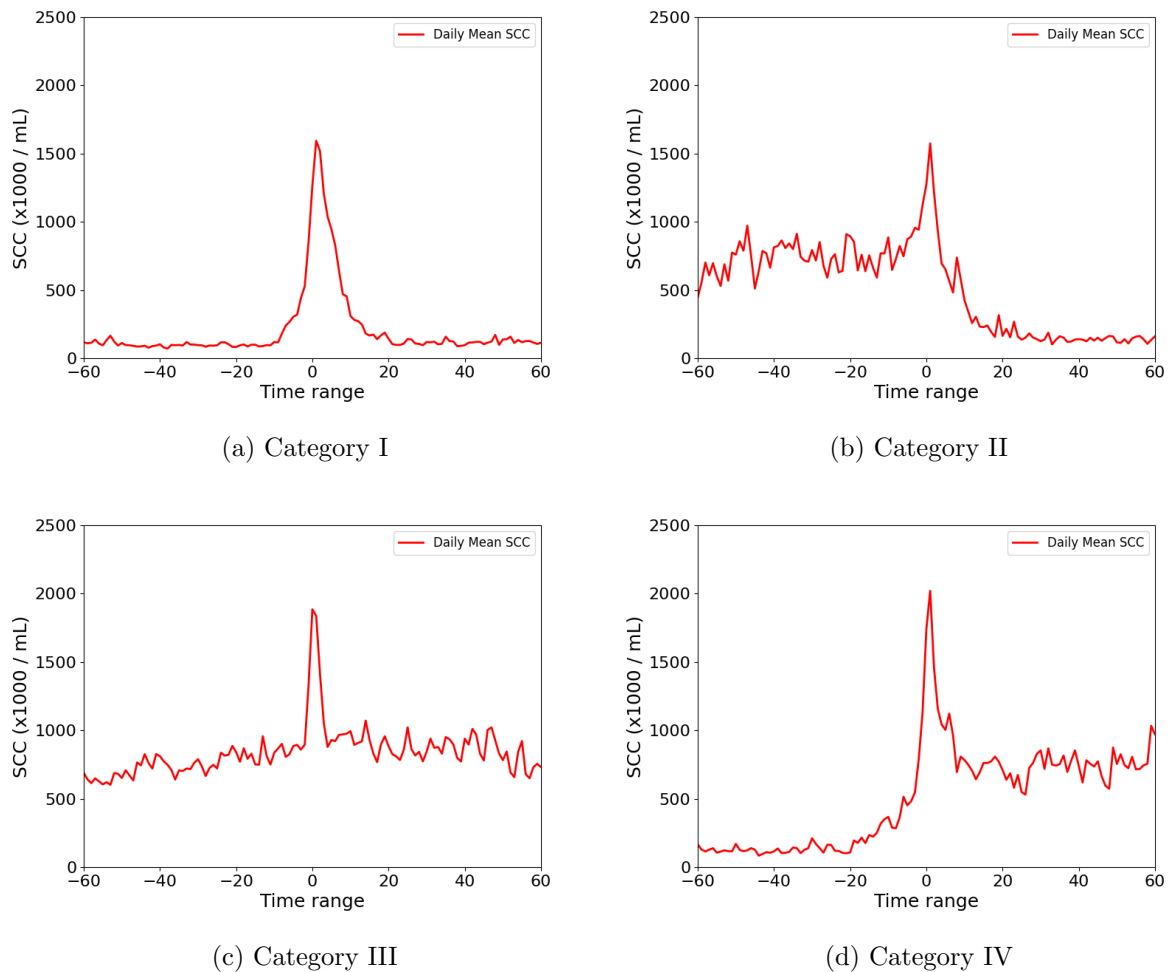 2500
2000
1500
1000
500
0
SCC (x1000 / mL)
Daily Mean SCC
−60 −40 −20 0 20 40 60
Time range
(a) Category I
2500
2000
1500
1000
500
0
SCC (x1000 / mL)
Daily Mean SCC
−60 −40 −20 0 20 40 60
Time range
(b) Category II
2500
2000
1500
1000
500
0
SCC (x1000 / mL)
Daily Mean SCC
−60 −40 −20 0 20 40 60
Time range
(c) Category III
2500
2000
1500
1000
500
0
SCC (x1000 / mL)
Daily Mean SCC
−60 −40 −20 0 20 40 60
Time range
(d) Category IV